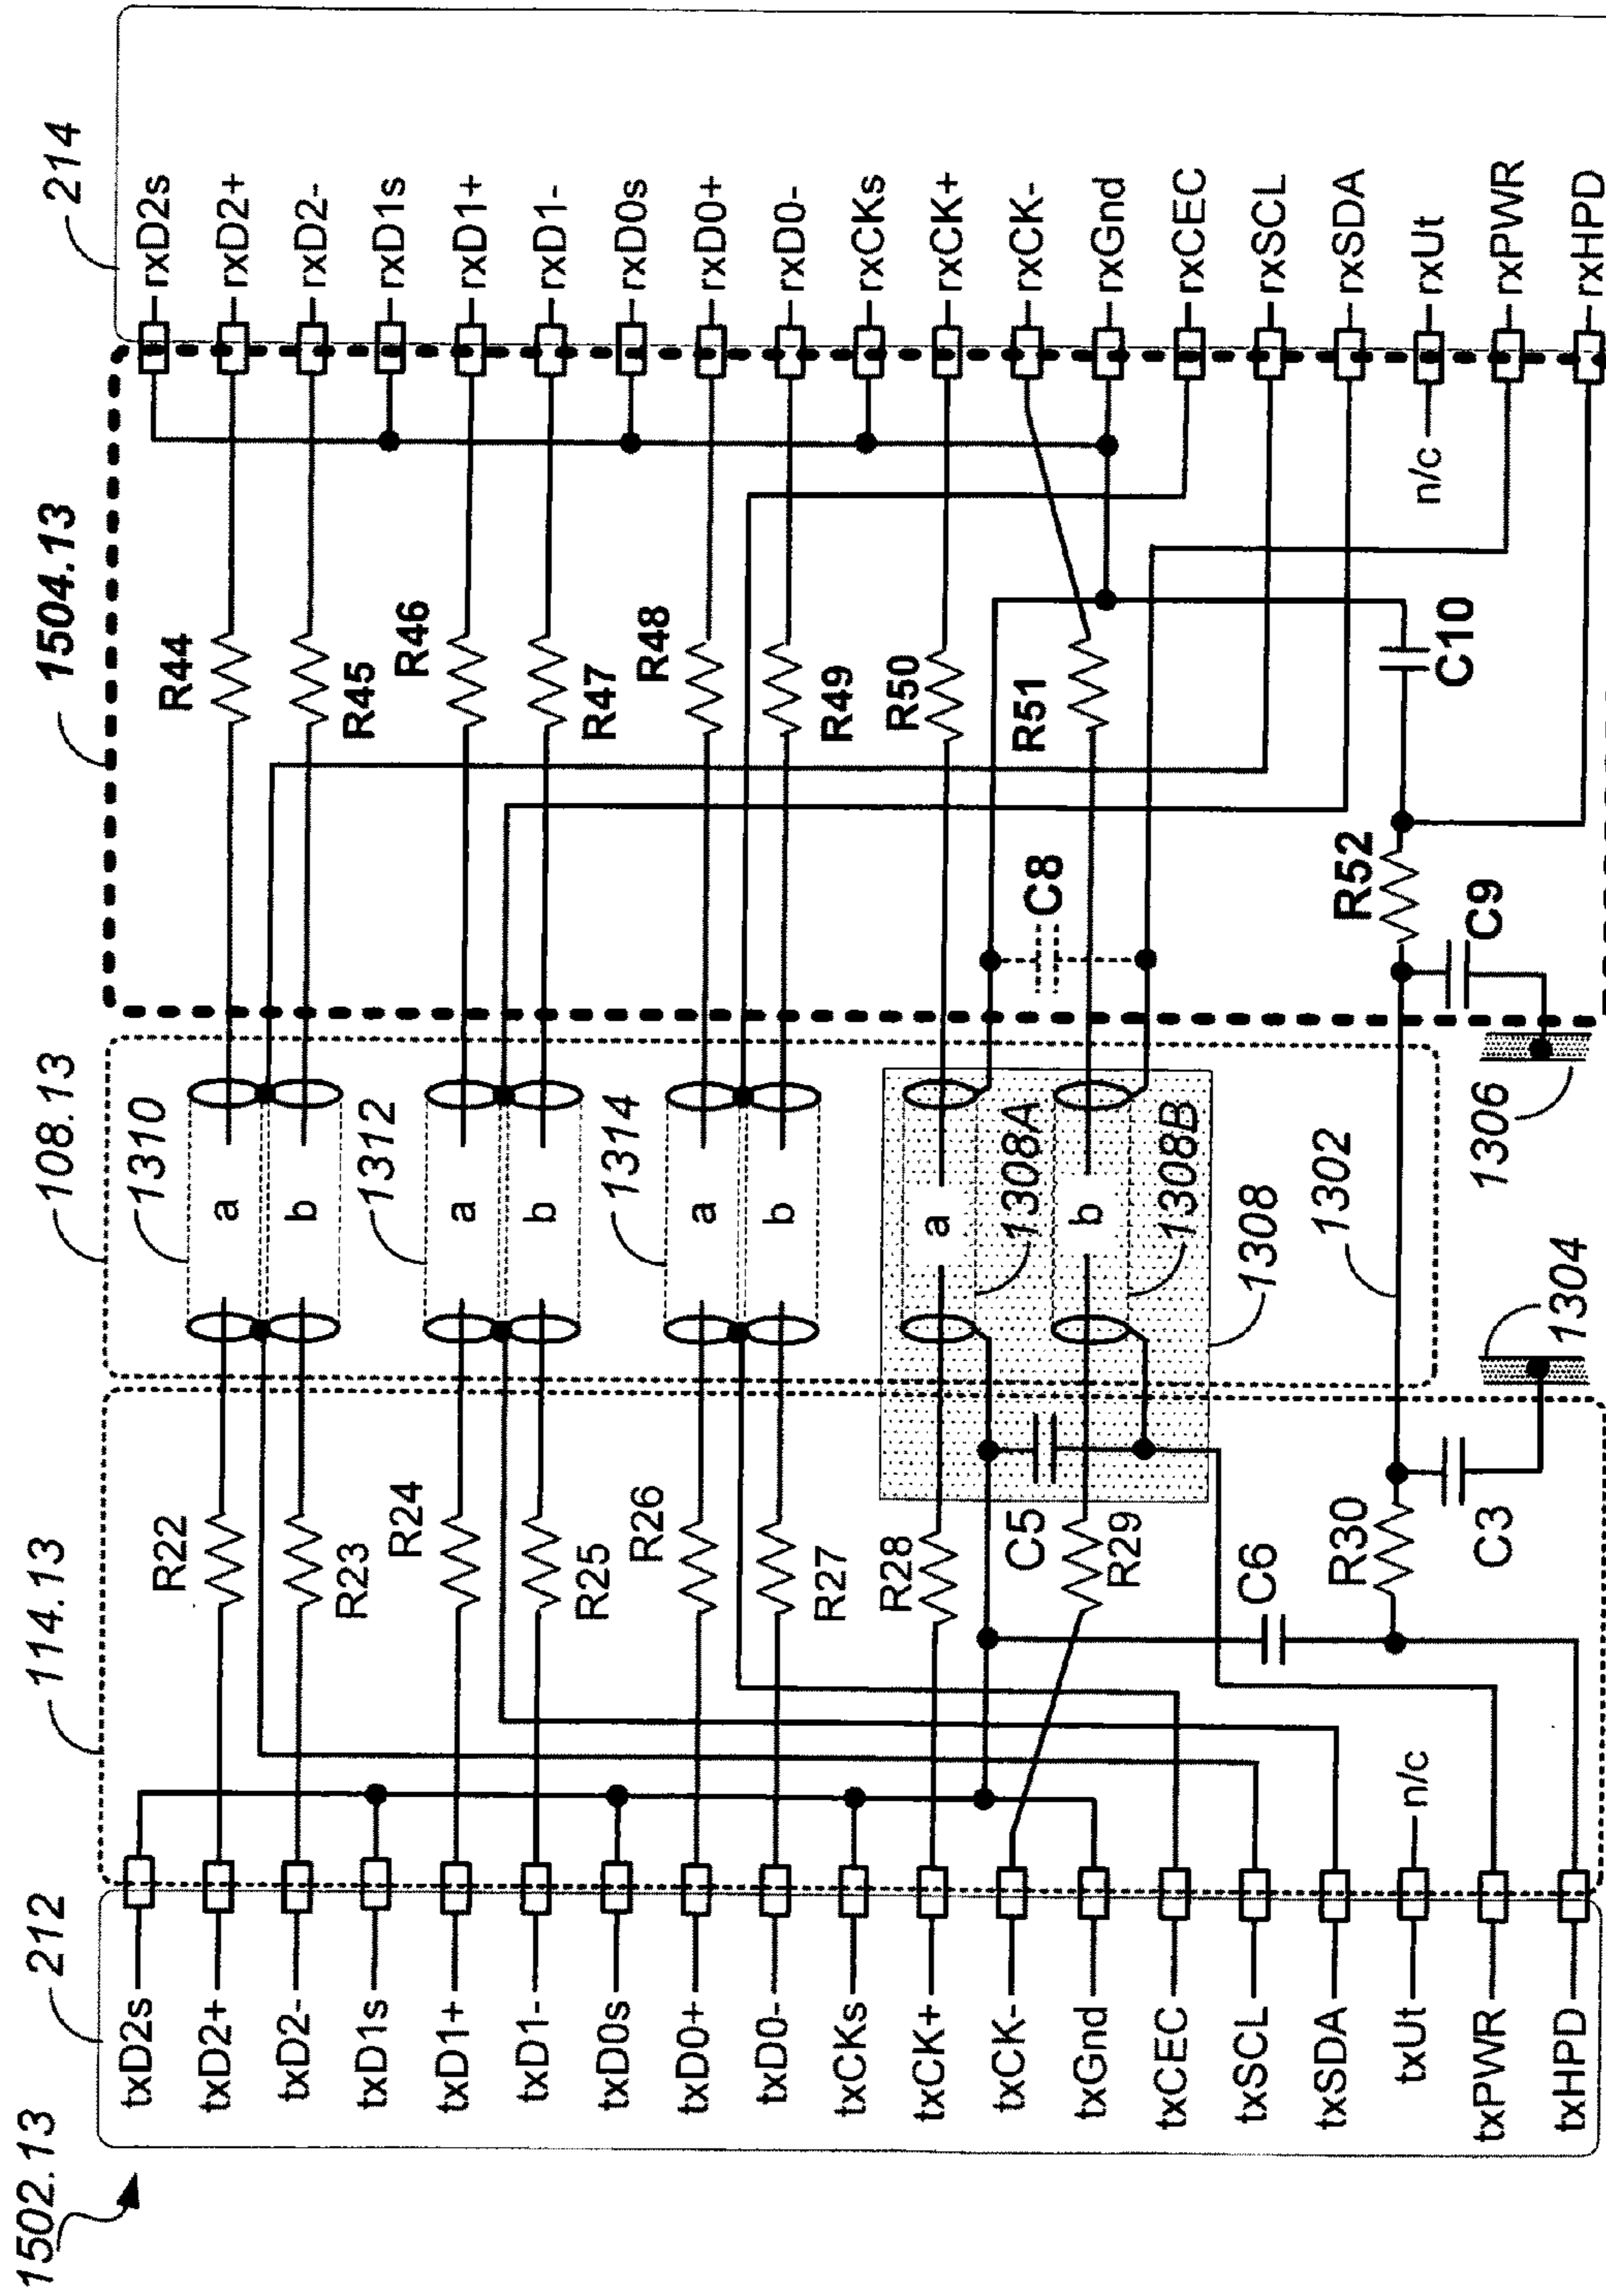 1502.13
212
114.13
108.13
1504.13
214
txD2s
txD2+
txD2-
txD1s
txD1+
txD1-
txD0s
txD0+
txD0-
txCKs
txCK+
txCK-
txGnd
txCEC
txSCL
txSDA
txUt
txPWR
txHPD
n/c
R22
R23
R24
R25
R26
R27
R28
C5
R29
C6
R30
C3
1310
a
b
1312
a
b
1314
a
b
a
1308A
b
1308B
1308
1302
1304
1306
R44
R45
R46
R47
R48
R49
R50
R51
C8
R52
C9
C10
n/c
rxD2s
rxD2+
rxD2-
rxD1s
rxD1+
rxD1-
rxD0s
rxD0+
rxD0-
rxCKs
rxCK+
rxCK-
rxGnd
rxCEC
rxSCL
rxSDA
rxUt
rxPWR
rxHPD